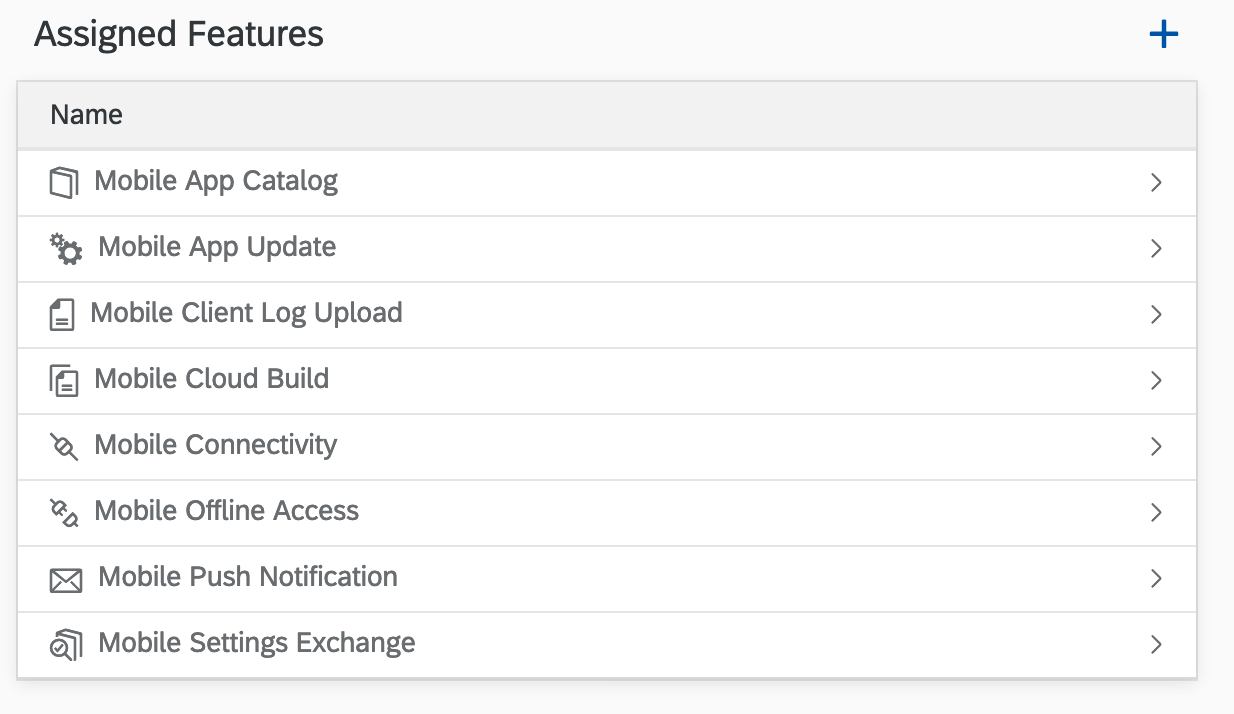 Assigned Features
Name
Mobile App Catalog
Mobile App Update
Mobile Client Log Upload
Mobile Cloud Build
Mobile Connectivity
Mobile Offline Access
Mobile Push Notification
Mobile Settings Exchange